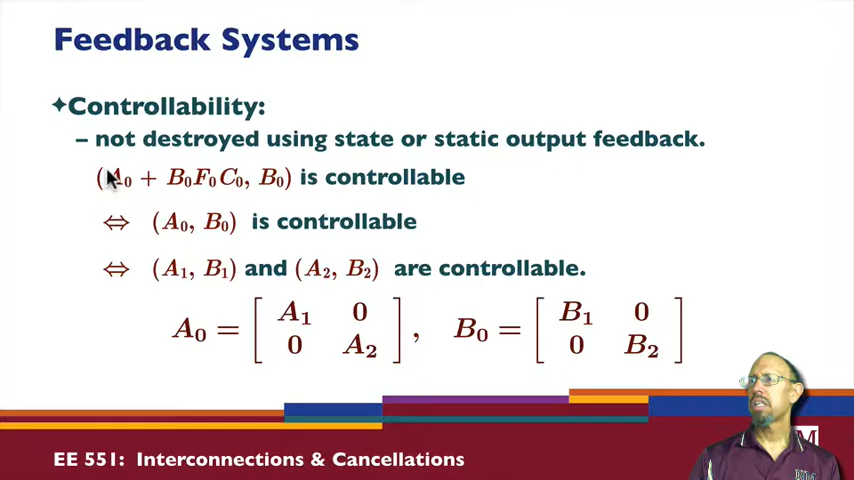 Feedback Systems
✦Controllability:
– not destroyed using state or static output feedback.
(A₀ + B₀F₀C₀, B₀) is controllable
⇔ (A₀, B₀) is controllable
⇔ (A₁, B₁) and (A₂, B₂) are controllable.
A₀ = [ A₁ 0 ; 0 A₂ ] , B₀ = [ B₁ 0 ; 0 B₂ ]
EE 551: Interconnections & Cancellations